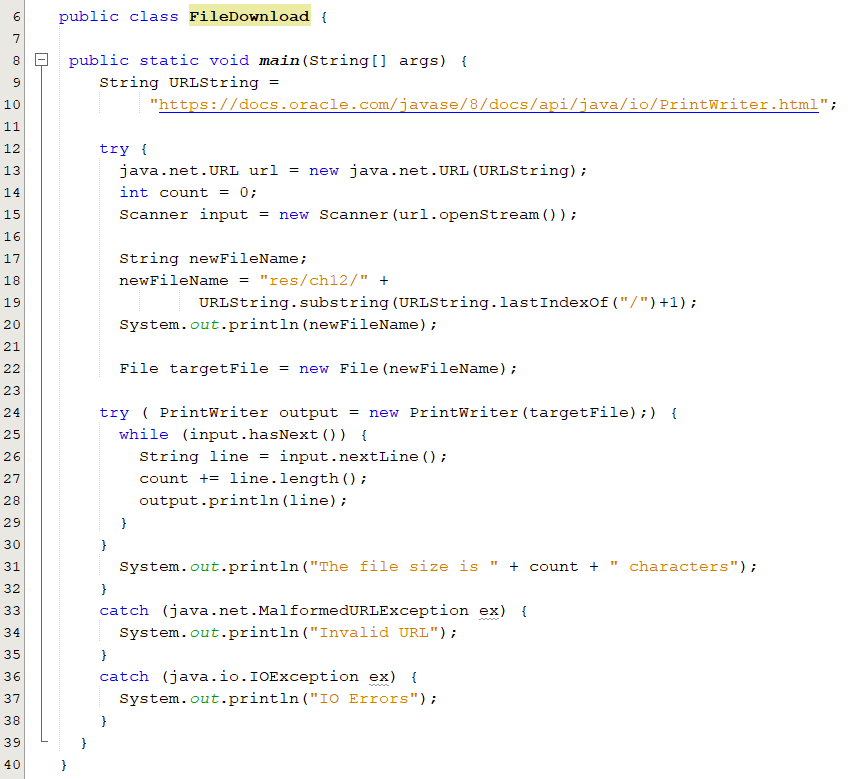 6 public class FileDownload {
7
8 public static void main(String[] args) {
9 String URLString =
10 "https://docs.oracle.com/javase/8/docs/api/java/io/PrintWriter.html";
11
12 try {
13 java.net.URL url = new java.net.URL(URLString);
14 int count = 0;
15 Scanner input = new Scanner(url.openStream());
16
17 String newFileName;
18 newFileName = "res/ch12/" +
19 URLString.substring(URLString.lastIndexOf("/")+1);
20 System.out.println(newFileName);
21
22 File targetFile = new File(newFileName);
23
24 try ( PrintWriter output = new PrintWriter(targetFile);) {
25 while (input.hasNext()) {
26 String line = input.nextLine();
27 count += line.length();
28 output.println(line);
29 }
30 }
31 System.out.println("The file size is " + count + " characters");
32 }
33 catch (java.net.MalformedURLException ex) {
34 System.out.println("Invalid URL");
35 }
36 catch (java.io.IOException ex) {
37 System.out.println("IO Errors");
38 }
39 }
40 }